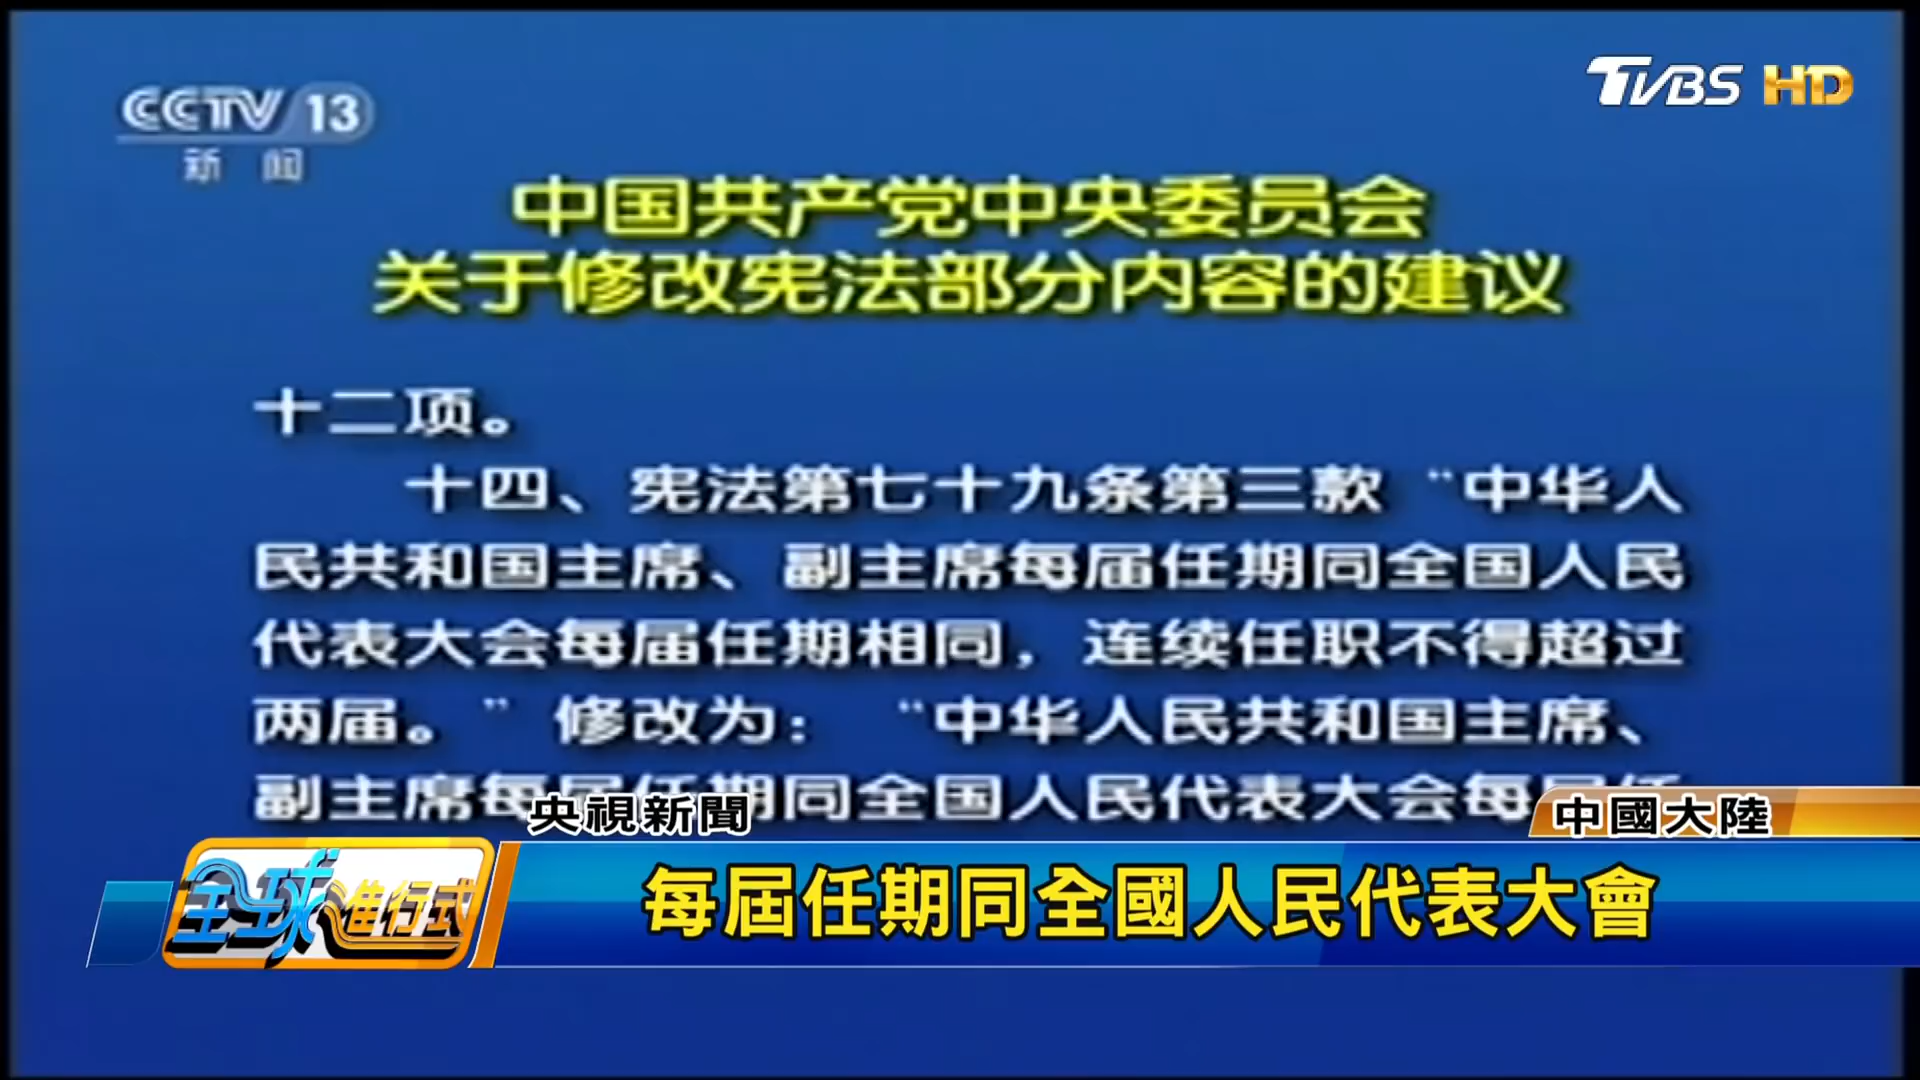 CCTV 13
新闻
TVBS HD
中国共产党中央委员会
关于修改宪法部分内容的建议
十二项。
十四、宪法第七十九条第三款“中华人
民共和国主席、副主席每届任期同全国人民
代表大会每届任期相同，连续任职不得超过
两届。”修改为：“中华人民共和国主席、
副主席每届任期同全国人民代表大会每届任
央視新聞
中國大陸
全球進行式
每屆任期同全國人民代表大會